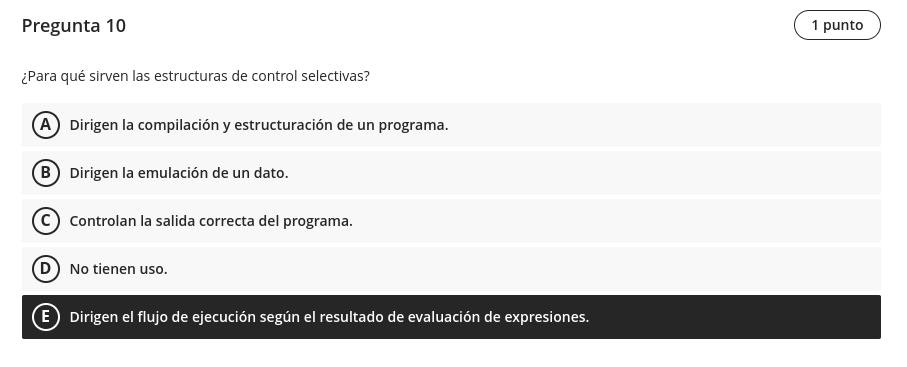 Pregunta 10
1 punto
¿Para qué sirven las estructuras de control selectivas?
A Dirigen la compilación y estructuración de un programa.
B Dirigen la emulación de un dato.
C Controlan la salida correcta del programa.
D No tienen uso.
E Dirigen el flujo de ejecución según el resultado de evaluación de expresiones.